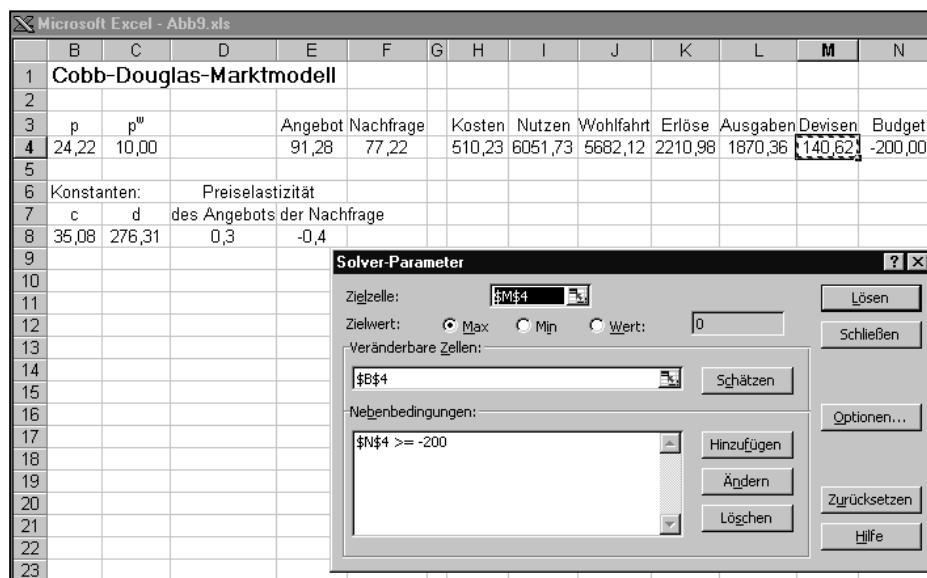 Microsoft Excel - Abb9.xls
B C D E F G H I J K L M N
1 Cobb-Douglas-Marktmodell
2
3 p pʷ Angebot Nachfrage Kosten Nutzen Wohlfahrt Erlöse Ausgaben Devisen Budget
4 24,22 10,00 91,28 77,22 510,23 6051,73 5682,12 2210,98 1870,36 140,62 -200,00
5
6 Konstanten: Preiselastizität
7 c d des Angebots der Nachfrage
8 35,08 276,31 0,3 -0,4
9
Solver-Parameter
10
Zielzelle: $M$4 Lösen
11
12
Zielwert: Max Min Wert: 0 Schließen
13
Veränderbare Zellen:
14
$B$4 Schätzen
15
Nebenbedingungen:
16
Optionen...
17
$N$4 >= -200 Hinzufügen
18
19
Ändern
20
Zurücksetzen
21
Löschen
22
Hilfe
23